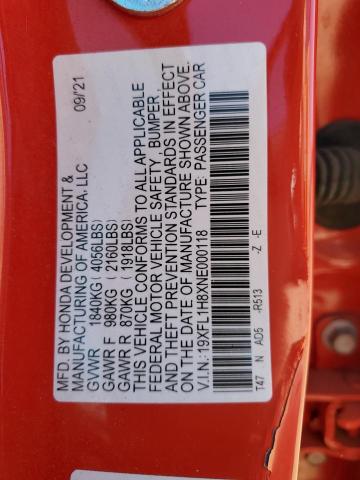 MFD. BY HONDA DEVELOPMENT & 09/'21
MANUFACTURING OF AMERICA, LLC
GVWR 1840KG (4056LBS)
GAWR F 980KG (2160LBS)
GAWR R 870KG (1918LBS)
THIS VEHICLE CONFORMS TO ALL APPLICABLE
FEDERAL MOTOR VEHICLE SAFETY, BUMPER,
AND THEFT PREVENTION STANDARDS IN EFFECT
ON THE DATE OF MANUFACTURE SHOWN ABOVE.
V.I.N.: 19XFL1H8XNE000118 TYPE: PASSENGER CAR
T47 N AD5 -R513 -Z -E